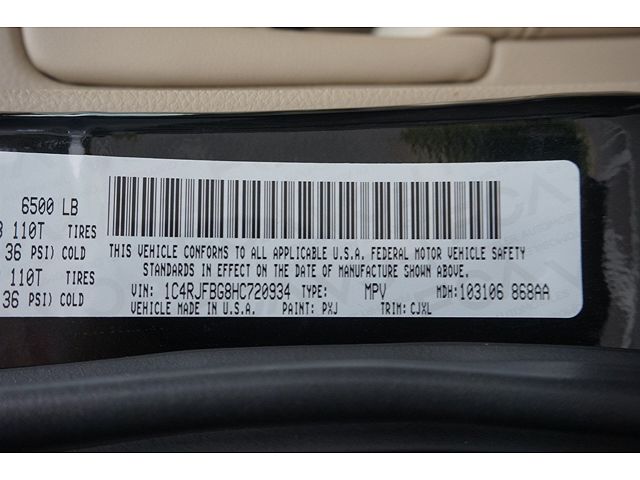 6500 LB
110T TIRES
36 PSI) COLD
110T TIRES
36 PSI) COLD
THIS VEHICLE CONFORMS TO ALL APPLICABLE U.S.A. FEDERAL MOTOR VEHICLE SAFETY
STANDARDS IN EFFECT ON THE DATE OF MANUFACTURE SHOWN ABOVE.
VIN: 1C4RJFBG8HC720934 TYPE: MPV MDH: 103106 868AA
VEHICLE MADE IN U.S.A. PAINT: PXJ TRIM: CJXL